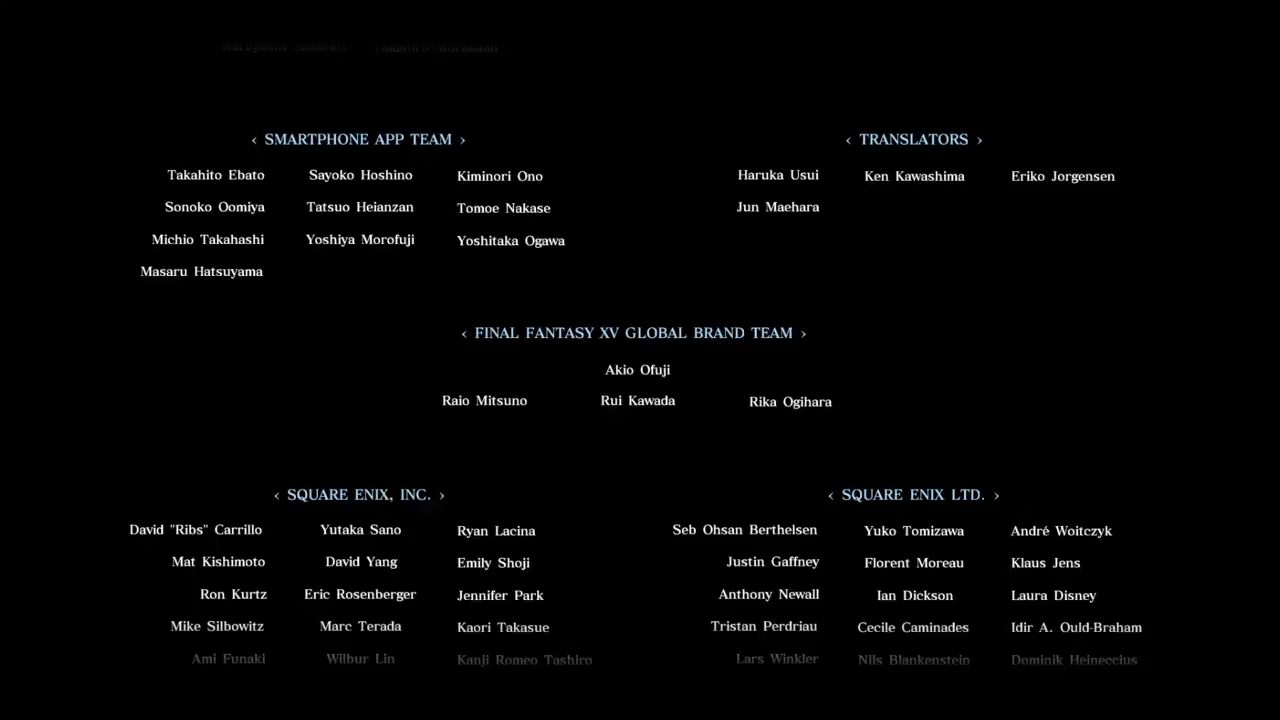 ‹ SMARTPHONE APP TEAM ›
Takahito Ebato Sayoko Hoshino Kiminori Ono
Sonoko Oomiya Tatsuo Heianzan Tomoe Nakase
Michio Takahashi Yoshiya Morofuji Yoshitaka Ogawa
Masaru Hatsuyama
‹ TRANSLATORS ›
Haruka Usui Ken Kawashima Eriko Jorgensen
Jun Maehara
‹ FINAL FANTASY XV GLOBAL BRAND TEAM ›
Akio Ofuji
Raio Mitsuno Rui Kawada Rika Ogihara
‹ SQUARE ENIX, INC. ›
David "Ribs" Carrillo Yutaka Sano Ryan Lacina
Mat Kishimoto David Yang Emily Shoji
Ron Kurtz Eric Rosenberger Jennifer Park
Mike Silbowitz Marc Terada Kaori Takasue
Ami Funaki Wilbur Lin Kanji Romeo Tashiro
‹ SQUARE ENIX LTD. ›
Seb Ohsan Berthelsen Yuko Tomizawa André Woitczyk
Justin Gaffney Florent Moreau Klaus Jens
Anthony Newall Ian Dickson Laura Disney
Tristan Perdriau Cecile Caminades Idir A. Ould-Braham
Lars Winkler Nils Blankenstein Dominik Heineccius